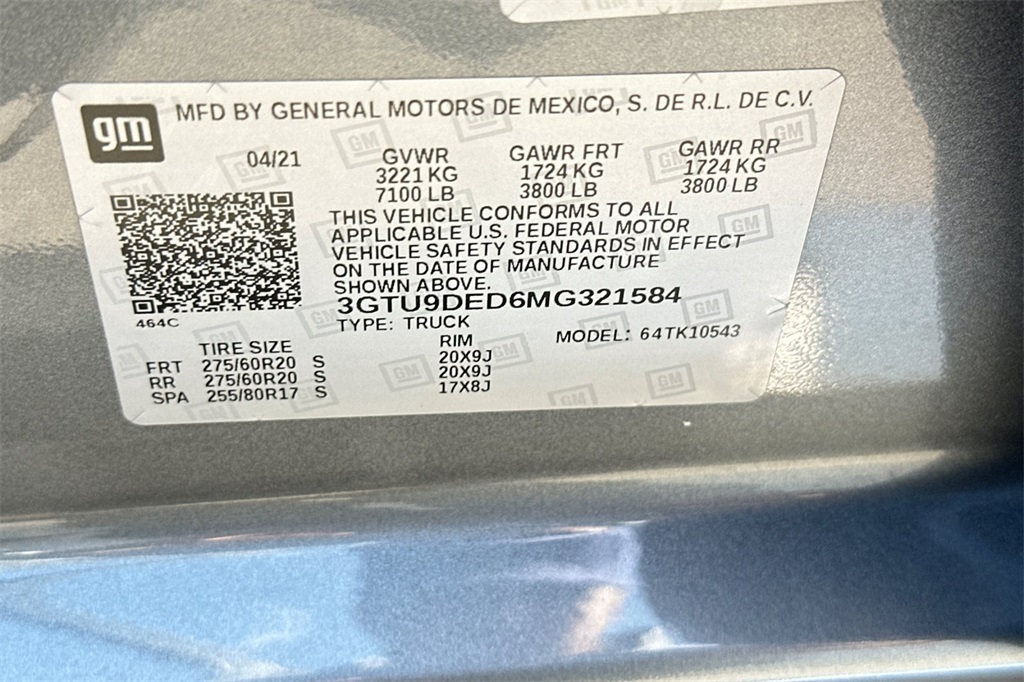 gm
MFD BY GENERAL MOTORS DE MEXICO, S. DE R.L. DE C.V.
04/21 GVWR GAWR FRT GAWR RR
3221 KG 1724 KG 1724 KG
7100 LB 3800 LB 3800 LB
THIS VEHICLE CONFORMS TO ALL
APPLICABLE U.S. FEDERAL MOTOR
VEHICLE SAFETY STANDARDS IN EFFECT
ON THE DATE OF MANUFACTURE
SHOWN ABOVE.
3GTU9DED6MG321584
464C
TYPE: TRUCK
MODEL: 64TK10543
TIRE SIZE RIM
FRT 275/60R20 S 20X9J
RR 275/60R20 S 20X9J
SPA 255/80R17 S 17X8J